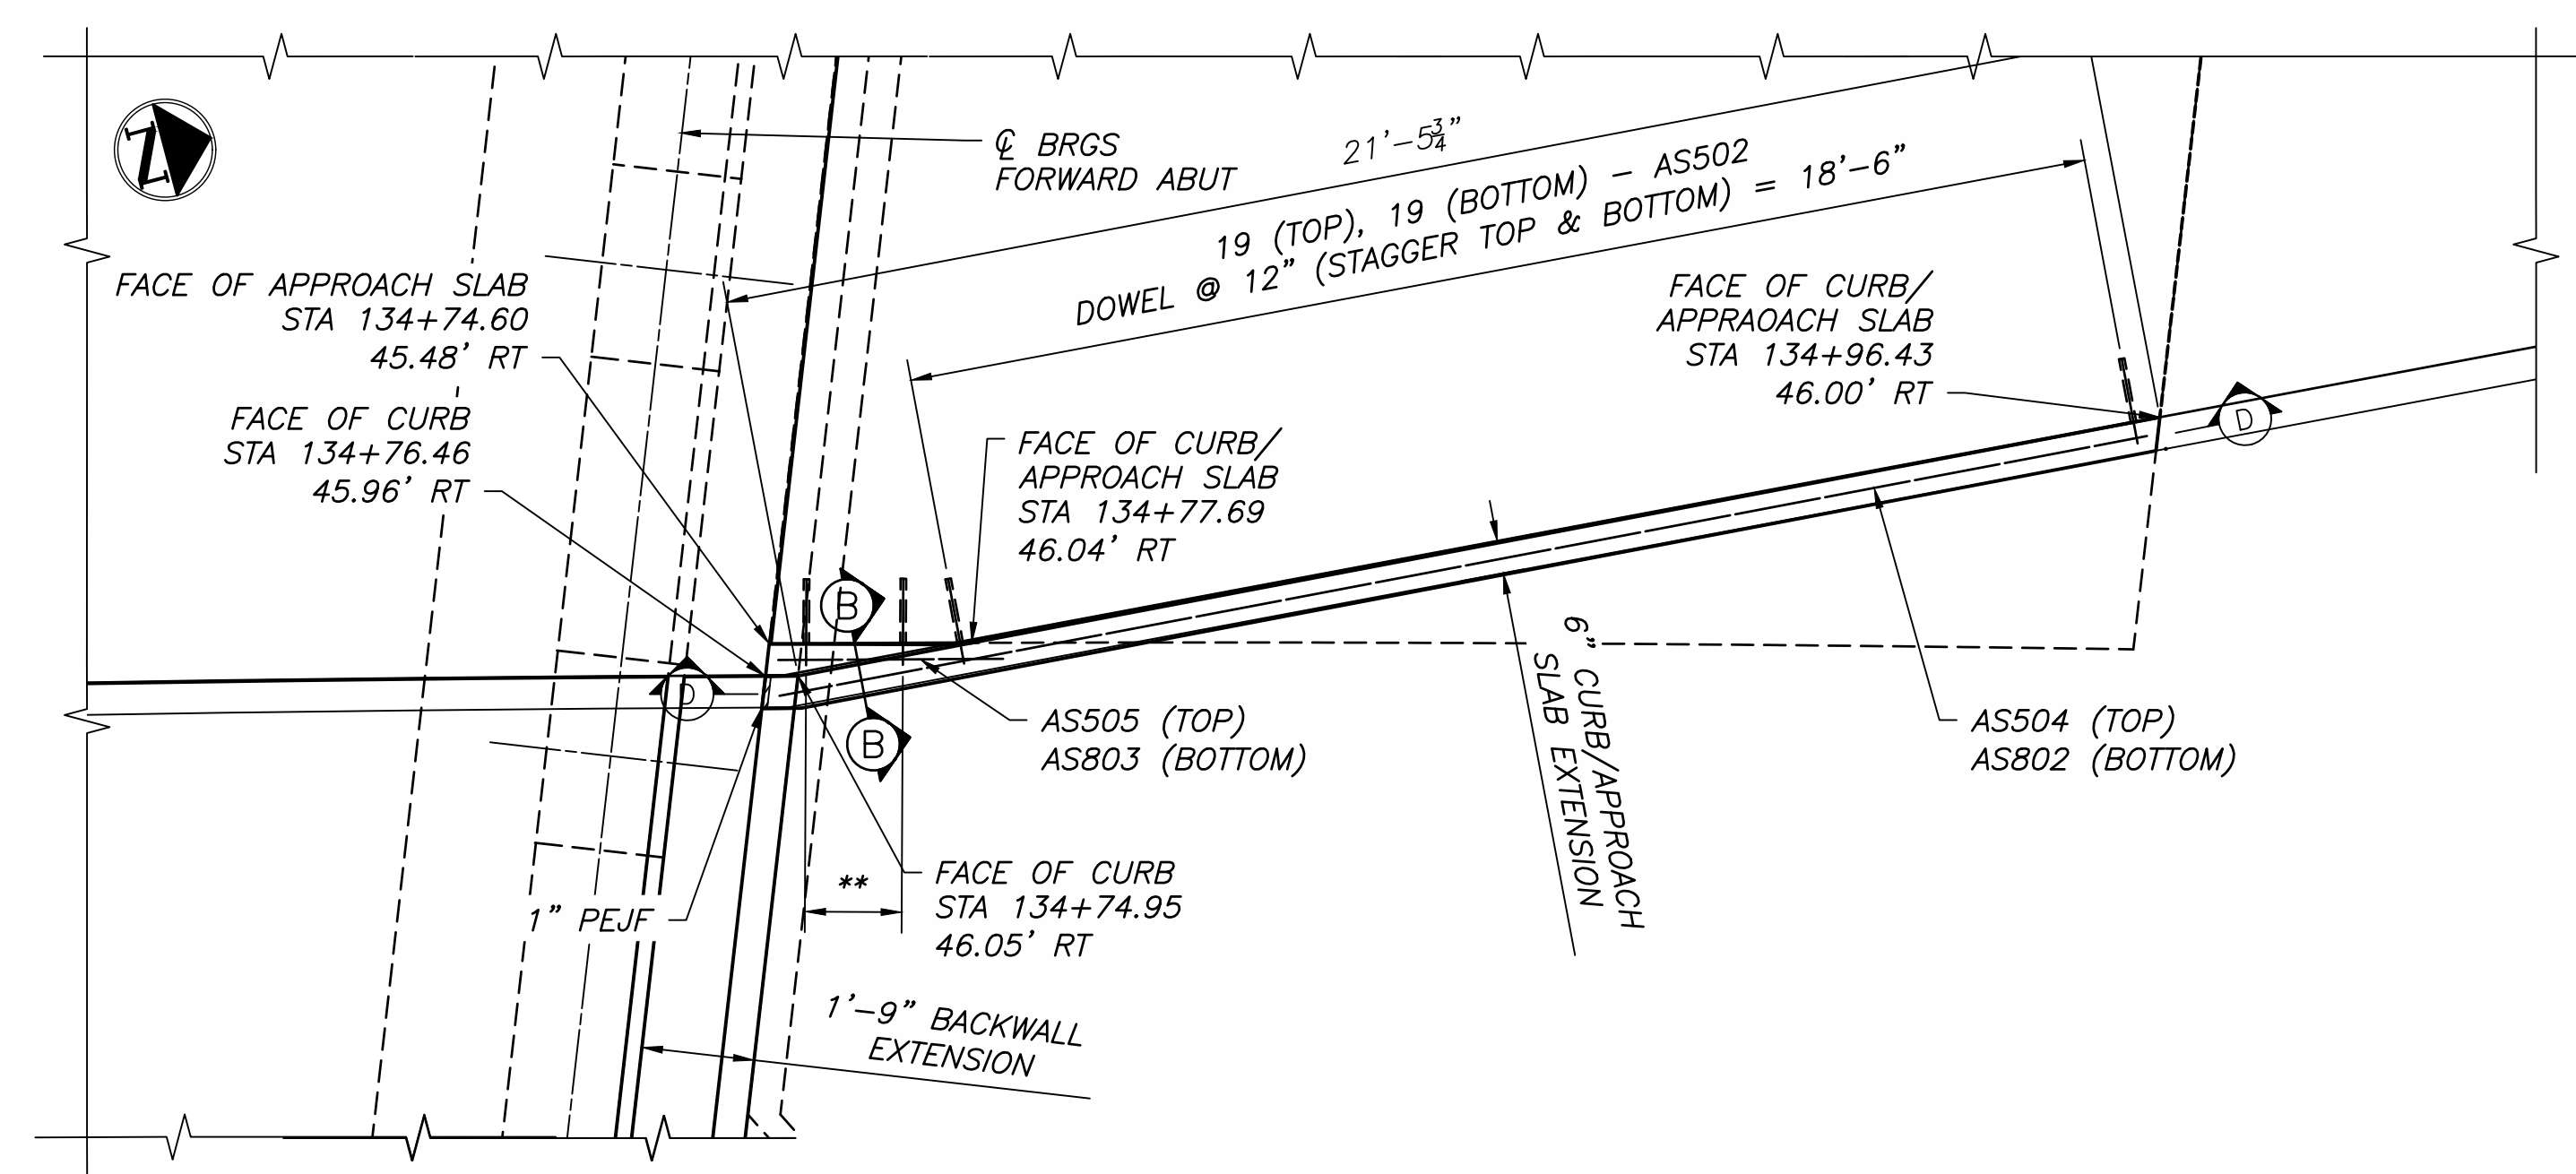 N
℄ BRGS
FORWARD ABUT
21'-5¾"
19 (TOP), 19 (BOTTOM) - AS502
DOWEL @ 12" (STAGGER TOP & BOTTOM) = 18'-6"
FACE OF APPROACH SLAB
STA 134+74.60
45.48' RT
FACE OF CURB
STA 134+76.46
45.96' RT
FACE OF CURB/
APPROACH SLAB
STA 134+77.69
46.04' RT
FACE OF CURB/
APPRAOACH SLAB
STA 134+96.43
46.00' RT
D
B
D
B
6" CURB/APPROACH
SLAB EXTENSION
AS505 (TOP)
AS803 (BOTTOM)
AS504 (TOP)
AS802 (BOTTOM)
**
FACE OF CURB
STA 134+74.95
46.05' RT
1" PEJF
1'-9" BACKWALL
EXTENSION